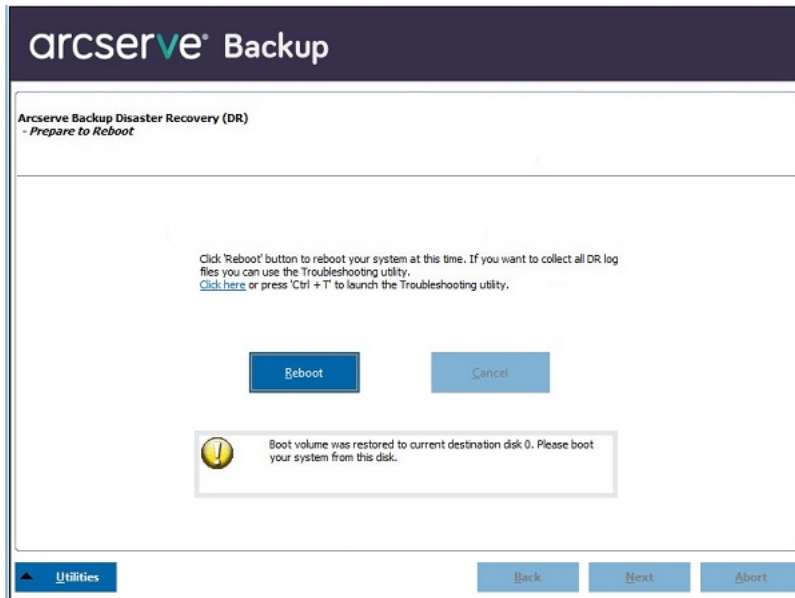 arcserve® Backup
Arcserve Backup Disaster Recovery (DR)
- Prepare to Reboot
Click 'Reboot' button to reboot your system at this time. If you want to collect all DR log
files you can use the Troubleshooting utility.
Click here or press 'Ctrl + T' to launch the Troubleshooting utility.
Reboot
Cancel
Boot volume was restored to current destination disk 0. Please boot
your system from this disk.
Utilities
Back
Next
Abort